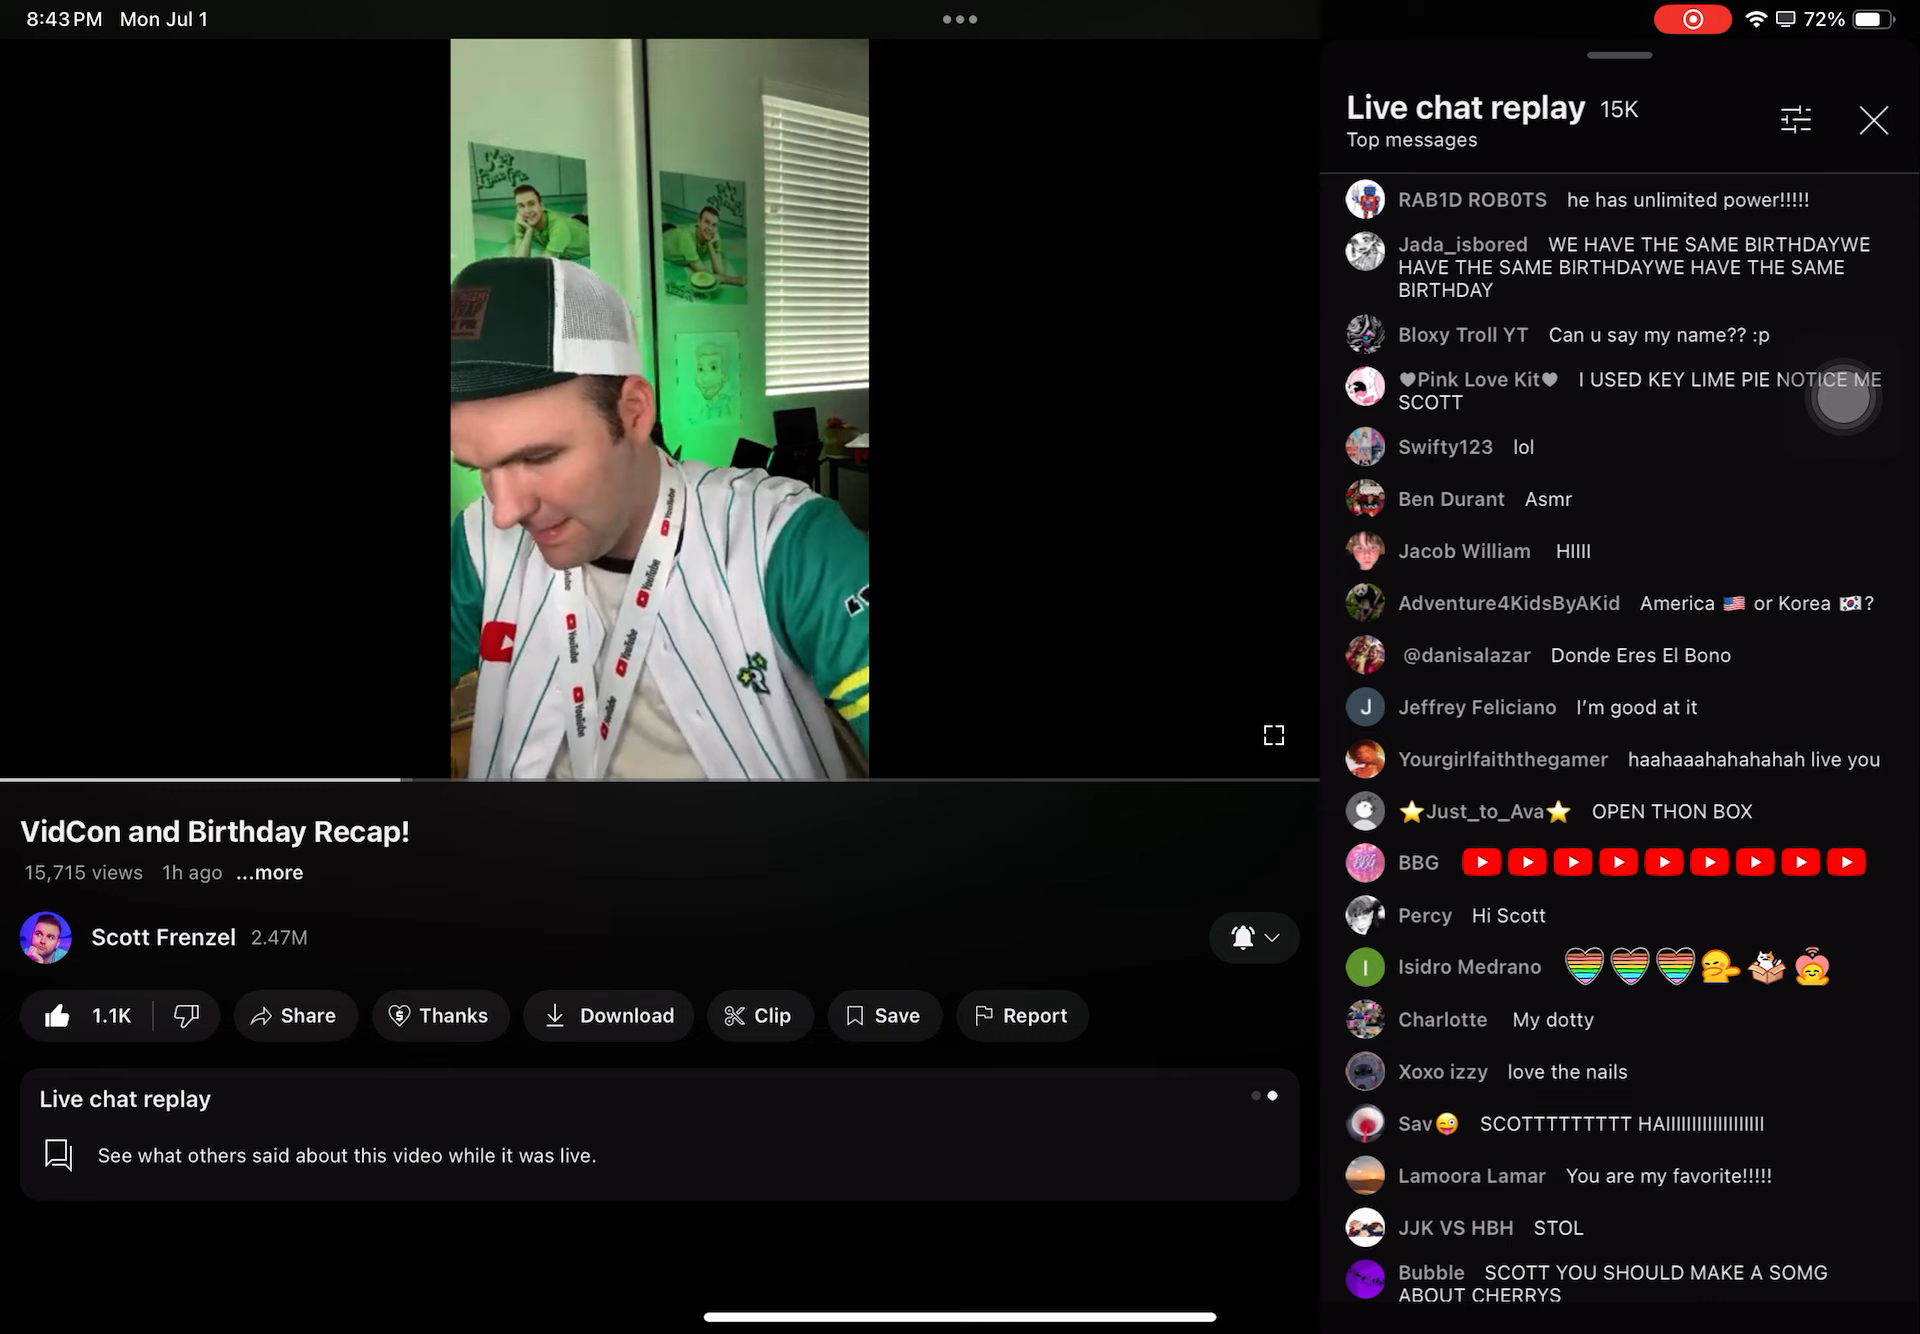 8:43 PM Mon Jul 1
72%
YouTube
YouTube
YouTube
YouTube
YouTube
VidCon and Birthday Recap!
15,715 views 1h ago ...more
Scott Frenzel 2.47M
1.1K Share Thanks Download Clip Save Report
Live chat replay
See what others said about this video while it was live.
Live chat replay 15K
Top messages
RAB1D ROB0TS he has unlimited power!!!!!
Jada_isbored WE HAVE THE SAME BIRTHDAYWE
HAVE THE SAME BIRTHDAYWE HAVE THE SAME
BIRTHDAY
Bloxy Troll YT Can u say my name?? :p
♥Pink Love Kit♥ I USED KEY LIME PIE NOTICE ME
SCOTT
Swifty123 lol
Ben Durant Asmr
Jacob William HIIII
Adventure4KidsByAKid America 🇺🇸 or Korea 🇰🇷?
@danisalazar Donde Eres El Bono
J Jeffrey Feliciano I'm good at it
Yourgirlfaiththegamer haahaaahahahahah live you
⭐Just_to_Ava⭐ OPEN THON BOX
BBG
Percy Hi Scott
I Isidro Medrano
Charlotte My dotty
Xoxo izzy love the nails
Sav😜 SCOTTTTTTTTT HAIIIIIIIIIIIIIIIIII
Lamoora Lamar You are my favorite!!!!!
JJK VS HBH STOL
Bubble SCOTT YOU SHOULD MAKE A SOMG
ABOUT CHERRYS